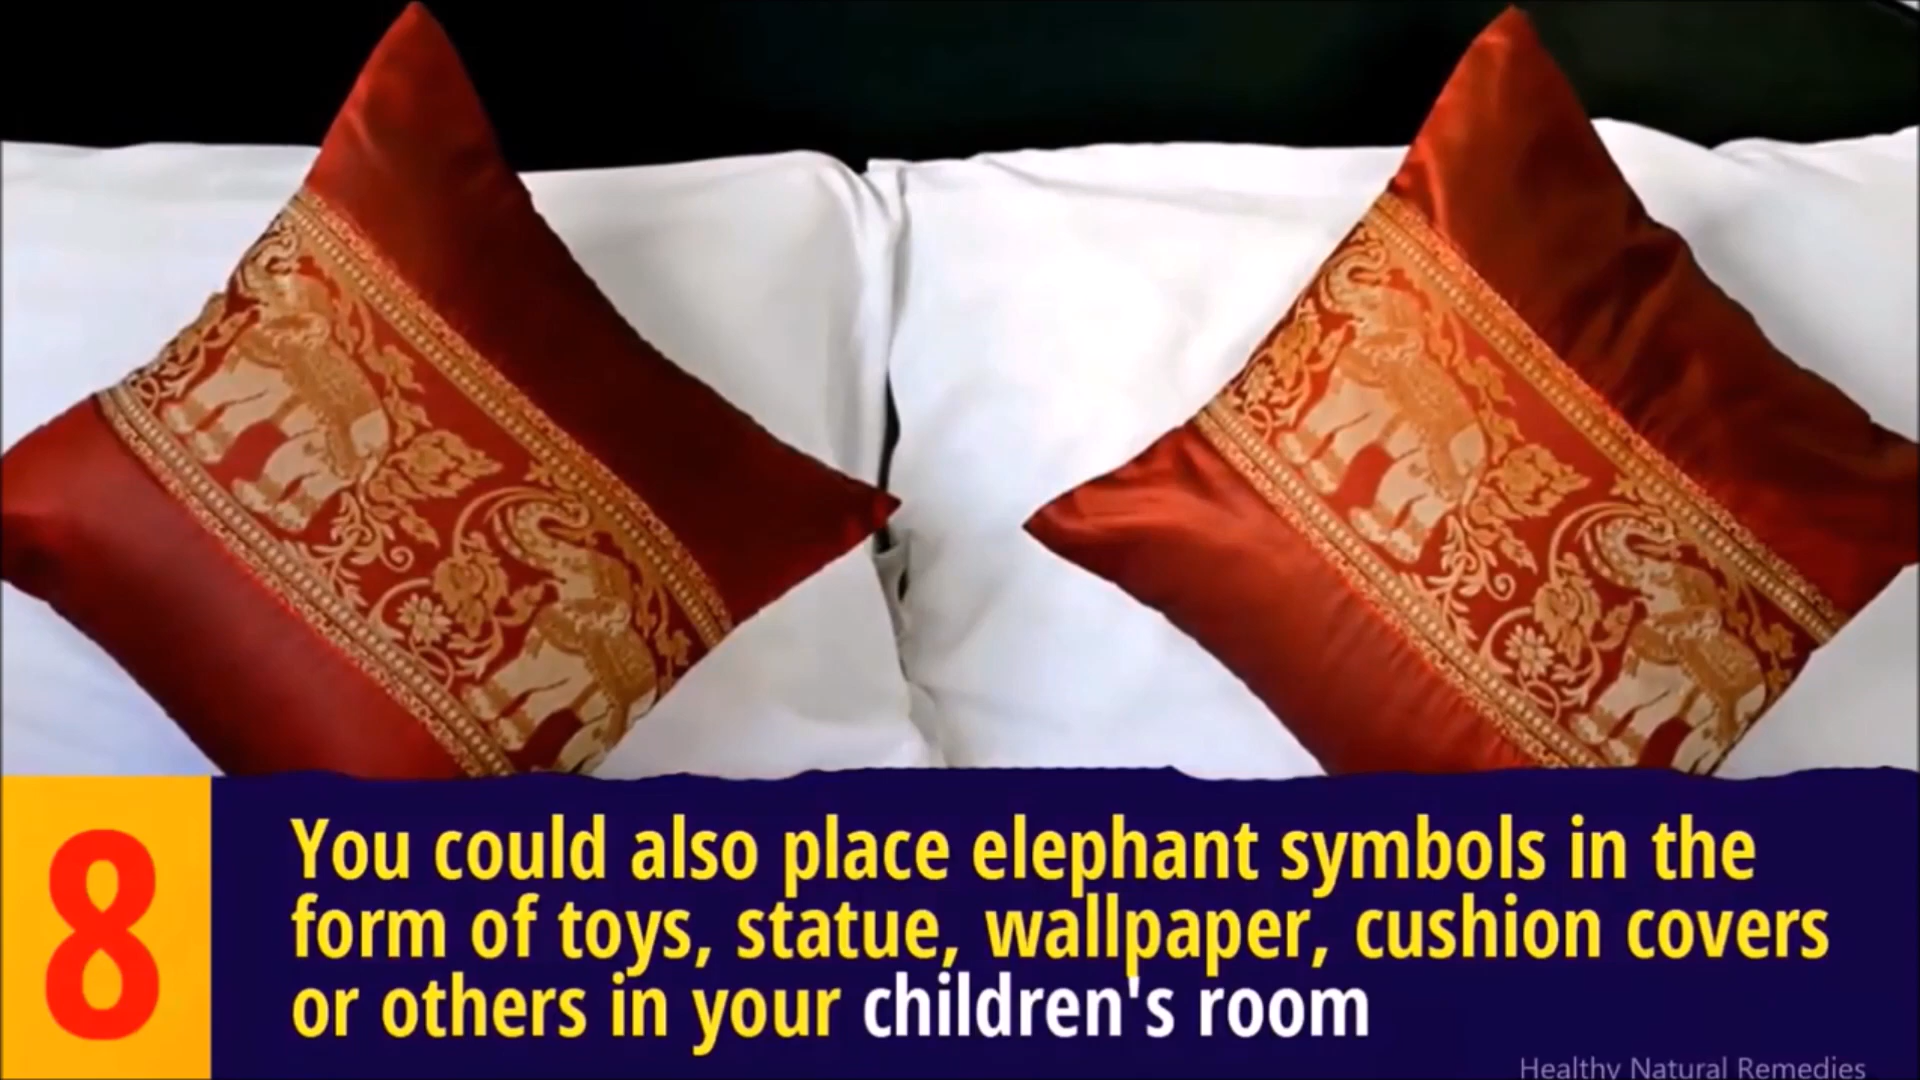 8
You could also place elephant symbols in the
form of toys, statue, wallpaper, cushion covers
or others in your children's room
Healthy Natural Remedies